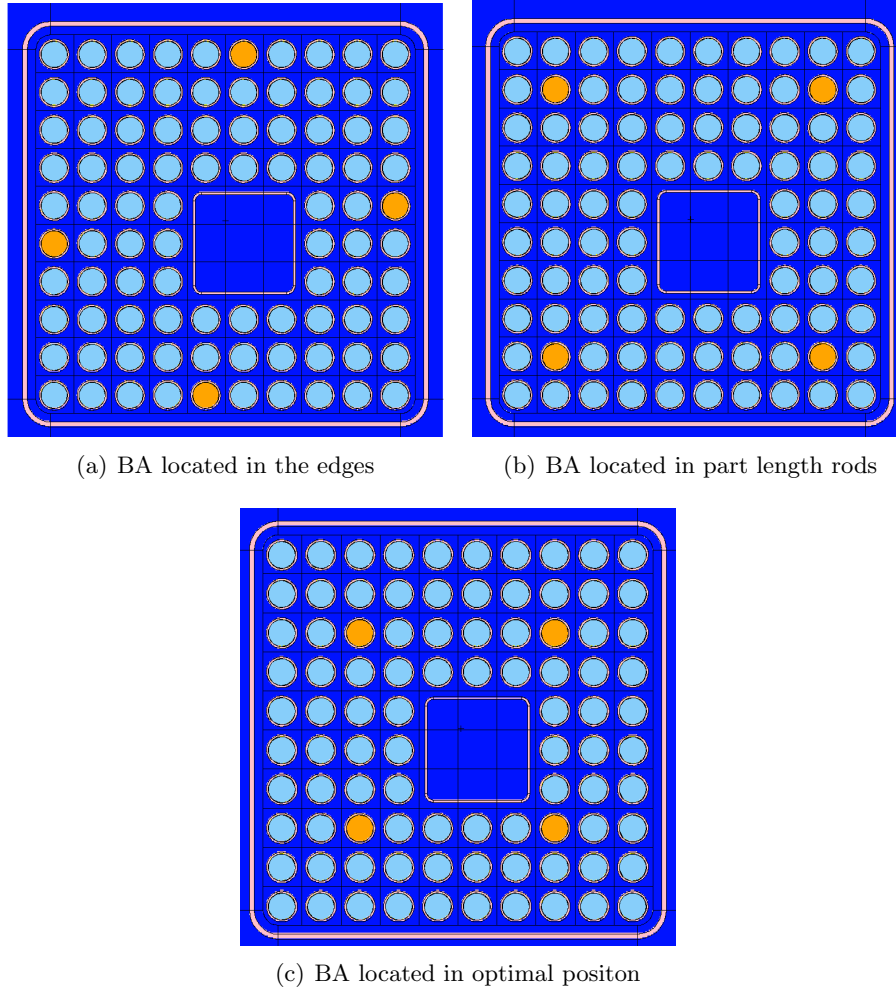 (a) BA located in the edges
(b) BA located in part length rods
(c) BA located in optimal positon